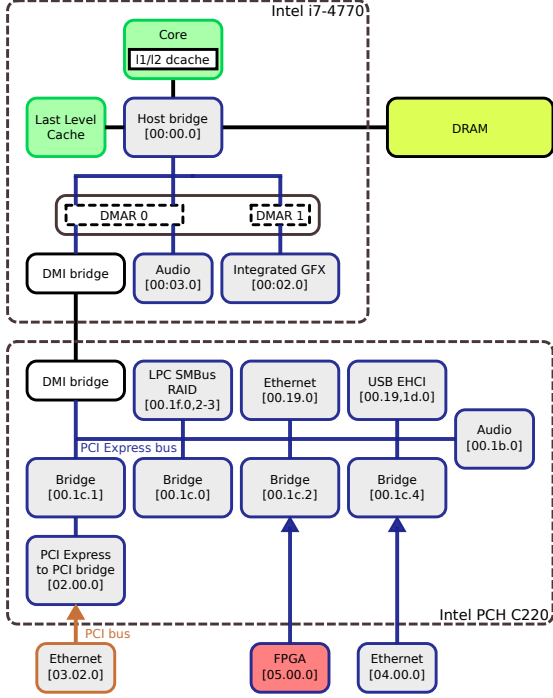 Intel i7-4770
Core
l1/l2 dcache
Last Level
Cache
Host bridge
[00:00.0]
DRAM
DMAR 0
DMAR 1
DMI bridge
Audio
[00:03.0]
Integrated GFX
[00:02.0]
DMI bridge
LPC SMBus
RAID
[00.1f.0,2-3]
Ethernet
[00.19.0]
USB EHCI
[00.19,1d.0]
Audio
[00.1b.0]
PCI Express bus
Bridge
[00.1c.1]
Bridge
[00.1c.0]
Bridge
[00.1c.2]
Bridge
[00.1c.4]
PCI Express
to PCI bridge
[02.00.0]
Intel PCH C220
PCI bus
Ethernet
[03.02.0]
FPGA
[05.00.0]
Ethernet
[04.00.0]